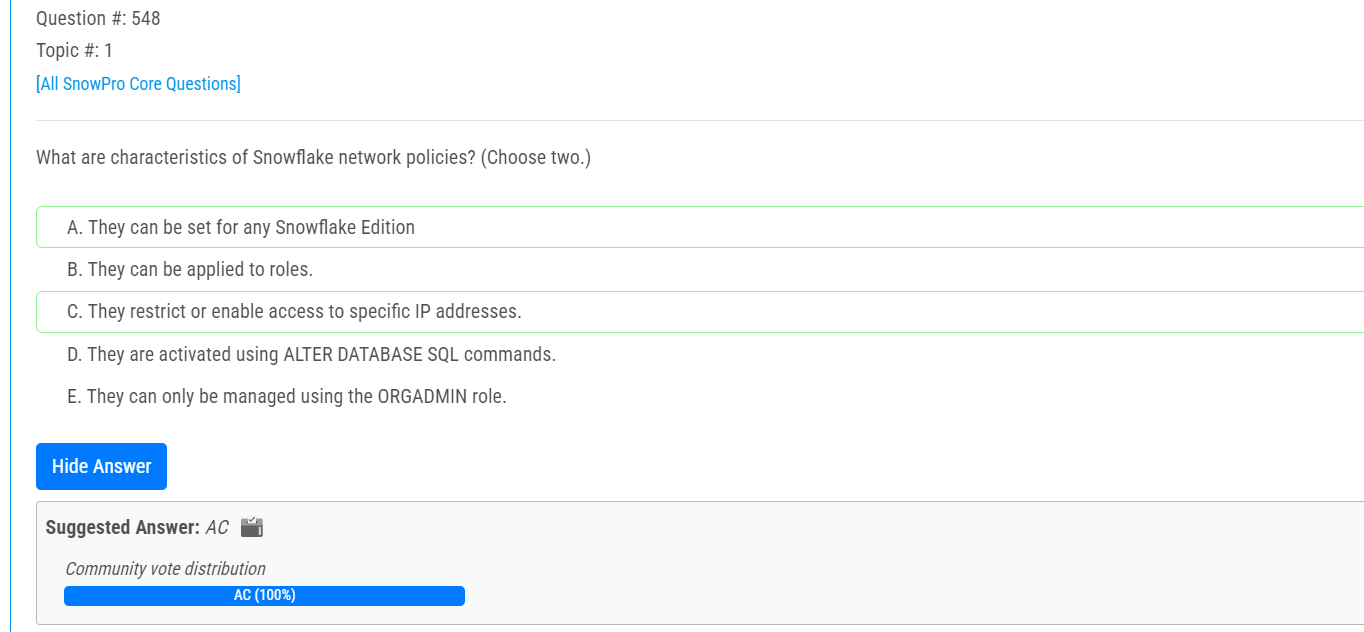 Question #: 548
Topic #: 1
[All SnowPro Core Questions]
What are characteristics of Snowflake network policies? (Choose two.)
A. They can be set for any Snowflake Edition
B. They can be applied to roles.
C. They restrict or enable access to specific IP addresses.
D. They are activated using ALTER DATABASE SQL commands.
E. They can only be managed using the ORGADMIN role.
Hide Answer
Suggested Answer: AC
Community vote distribution
AC (100%)